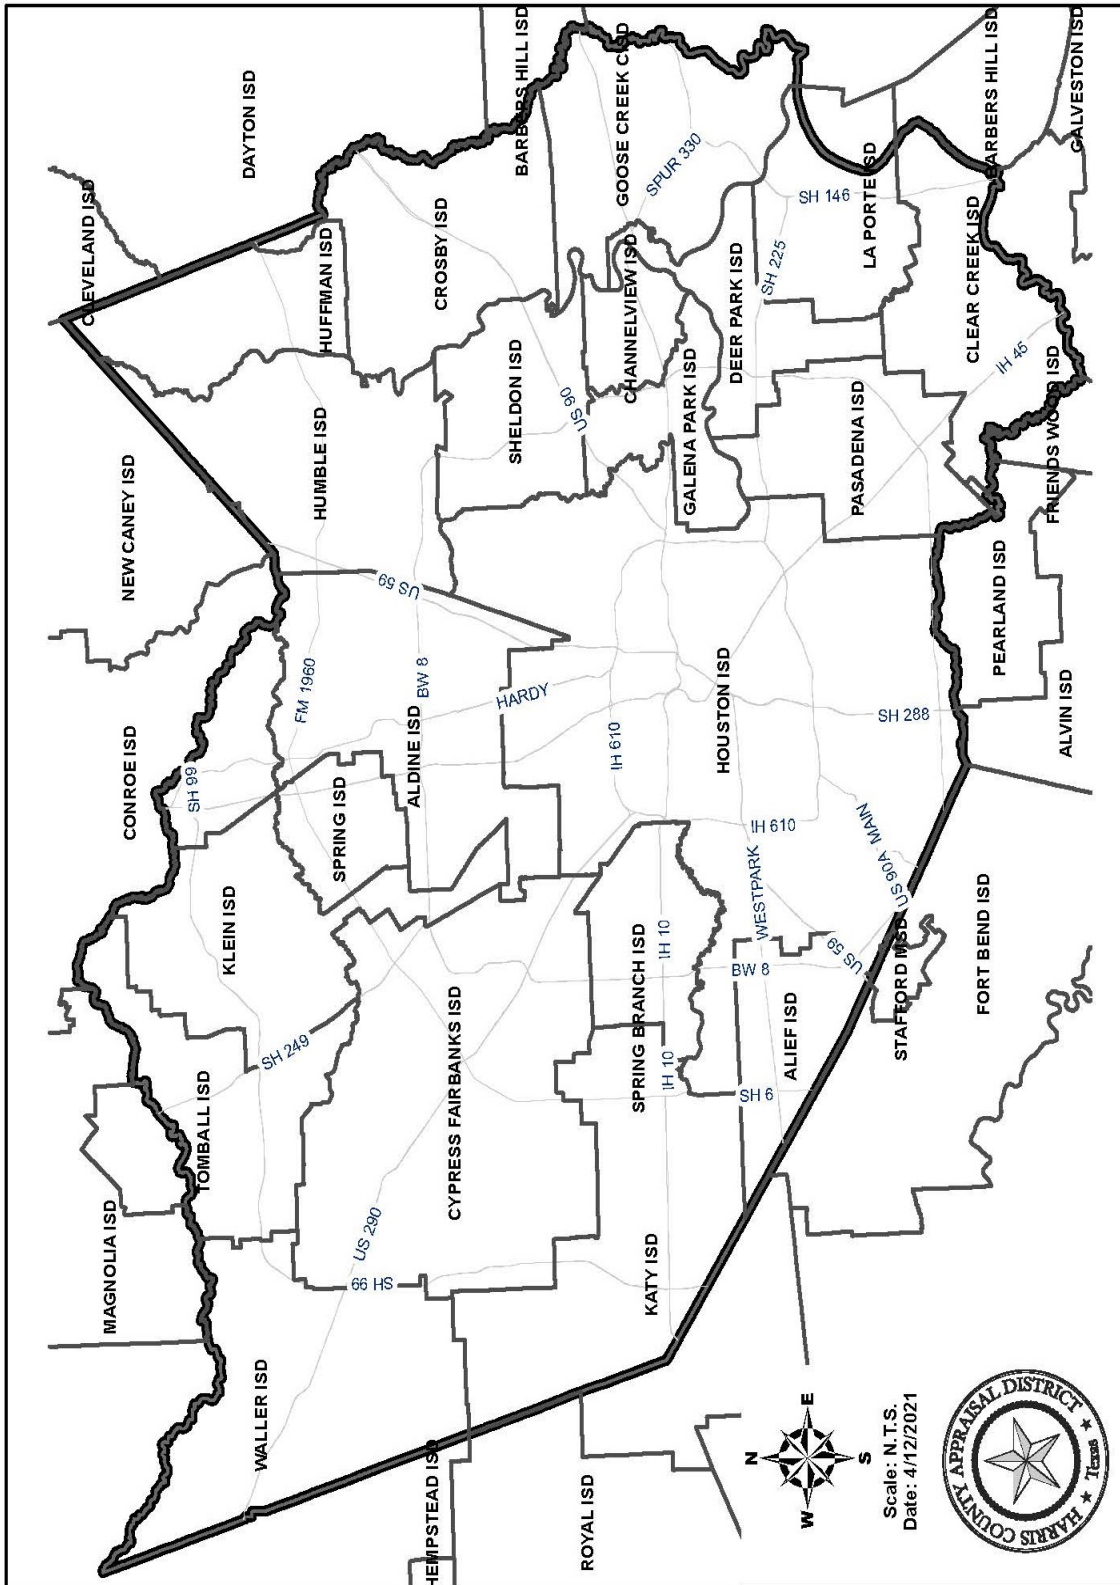 CLEVELAND ISD
MAGNOLIA ISD
CONROE ISD
NEW CANEY ISD
TOMBALL ISD
SH 99
KLEIN ISD
DAYTON ISD
WALLER ISD
SH 249
FM 1960
HUMBLE ISD
HUFFMAN ISD
SPRING ISD
US 290
SH 99
US 59
ALDINE ISD
BW 8
HEMPSTEAD ISD
CYPRESS FAIRBANKS ISD
CROSBY ISD
HARDY
SHELDON ISD
BARBERS HILL ISD
US 90
ROYAL ISD
IH 610
GOOSE CREEK CISD
CHANNELVIEW ISD
KATY ISD
SPRING BRANCH ISD
IH 10
IH 10
SPUR 330
GALENA PARK ISD
HOUSTON ISD
DEER PARK ISD
SH 6
BW 8
WESTPARK
IH 610
SH 225
ALIEF ISD
SH 146
US 59
US 90A MAIN
PASADENA ISD
LA PORTE ISD
STAFFORD MSD
SH 288
CLEAR CREEK ISD
IH 45
FORT BEND ISD
PEARLAND ISD
BARBERS HILL ISD
FRIENDSWOOD ISD
ALVIN ISD
GALVESTON ISD
N
W
E
S
Scale: N.T.S.
Date: 4/12/2021
HARRIS COUNTY APPRAISAL DISTRICT
Texas